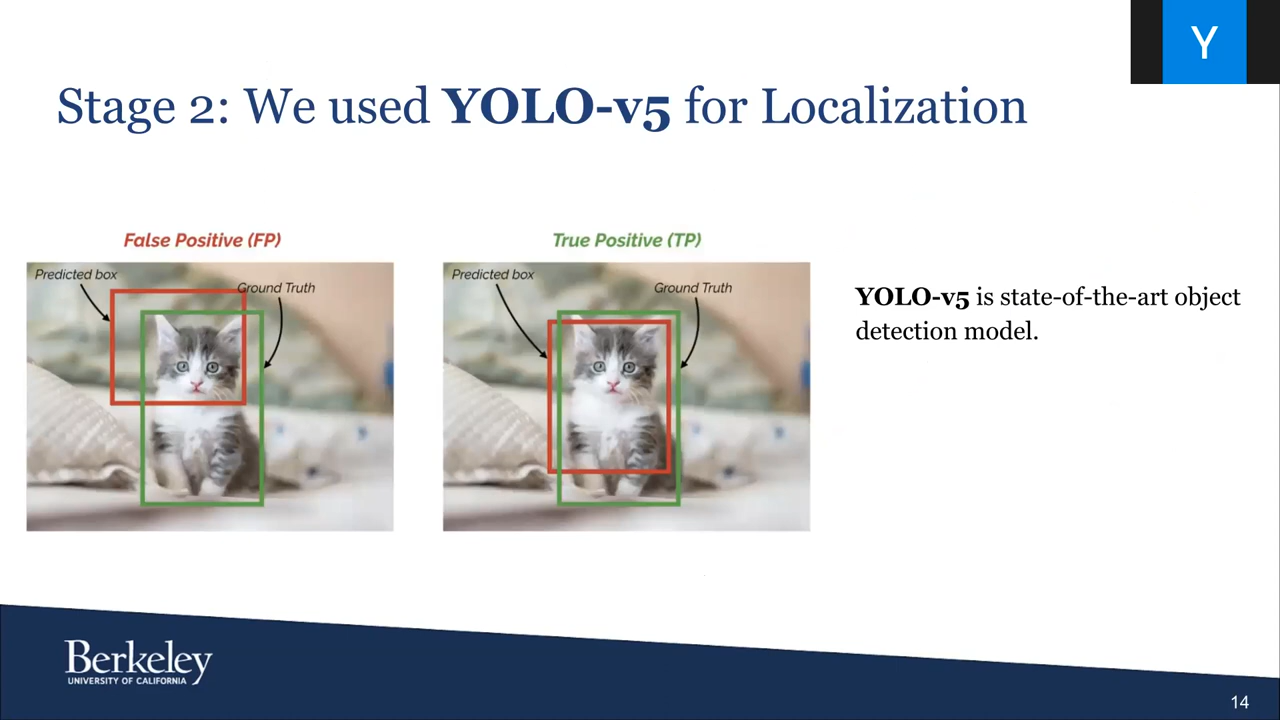 Y
Stage 2: We used YOLO-v5 for Localization
False Positive (FP)
Predicted box
Ground Truth
True Positive (TP)
Predicted box
Ground Truth
YOLO-v5 is state-of-the-art object
detection model.
Berkeley
UNIVERSITY OF CALIFORNIA
14